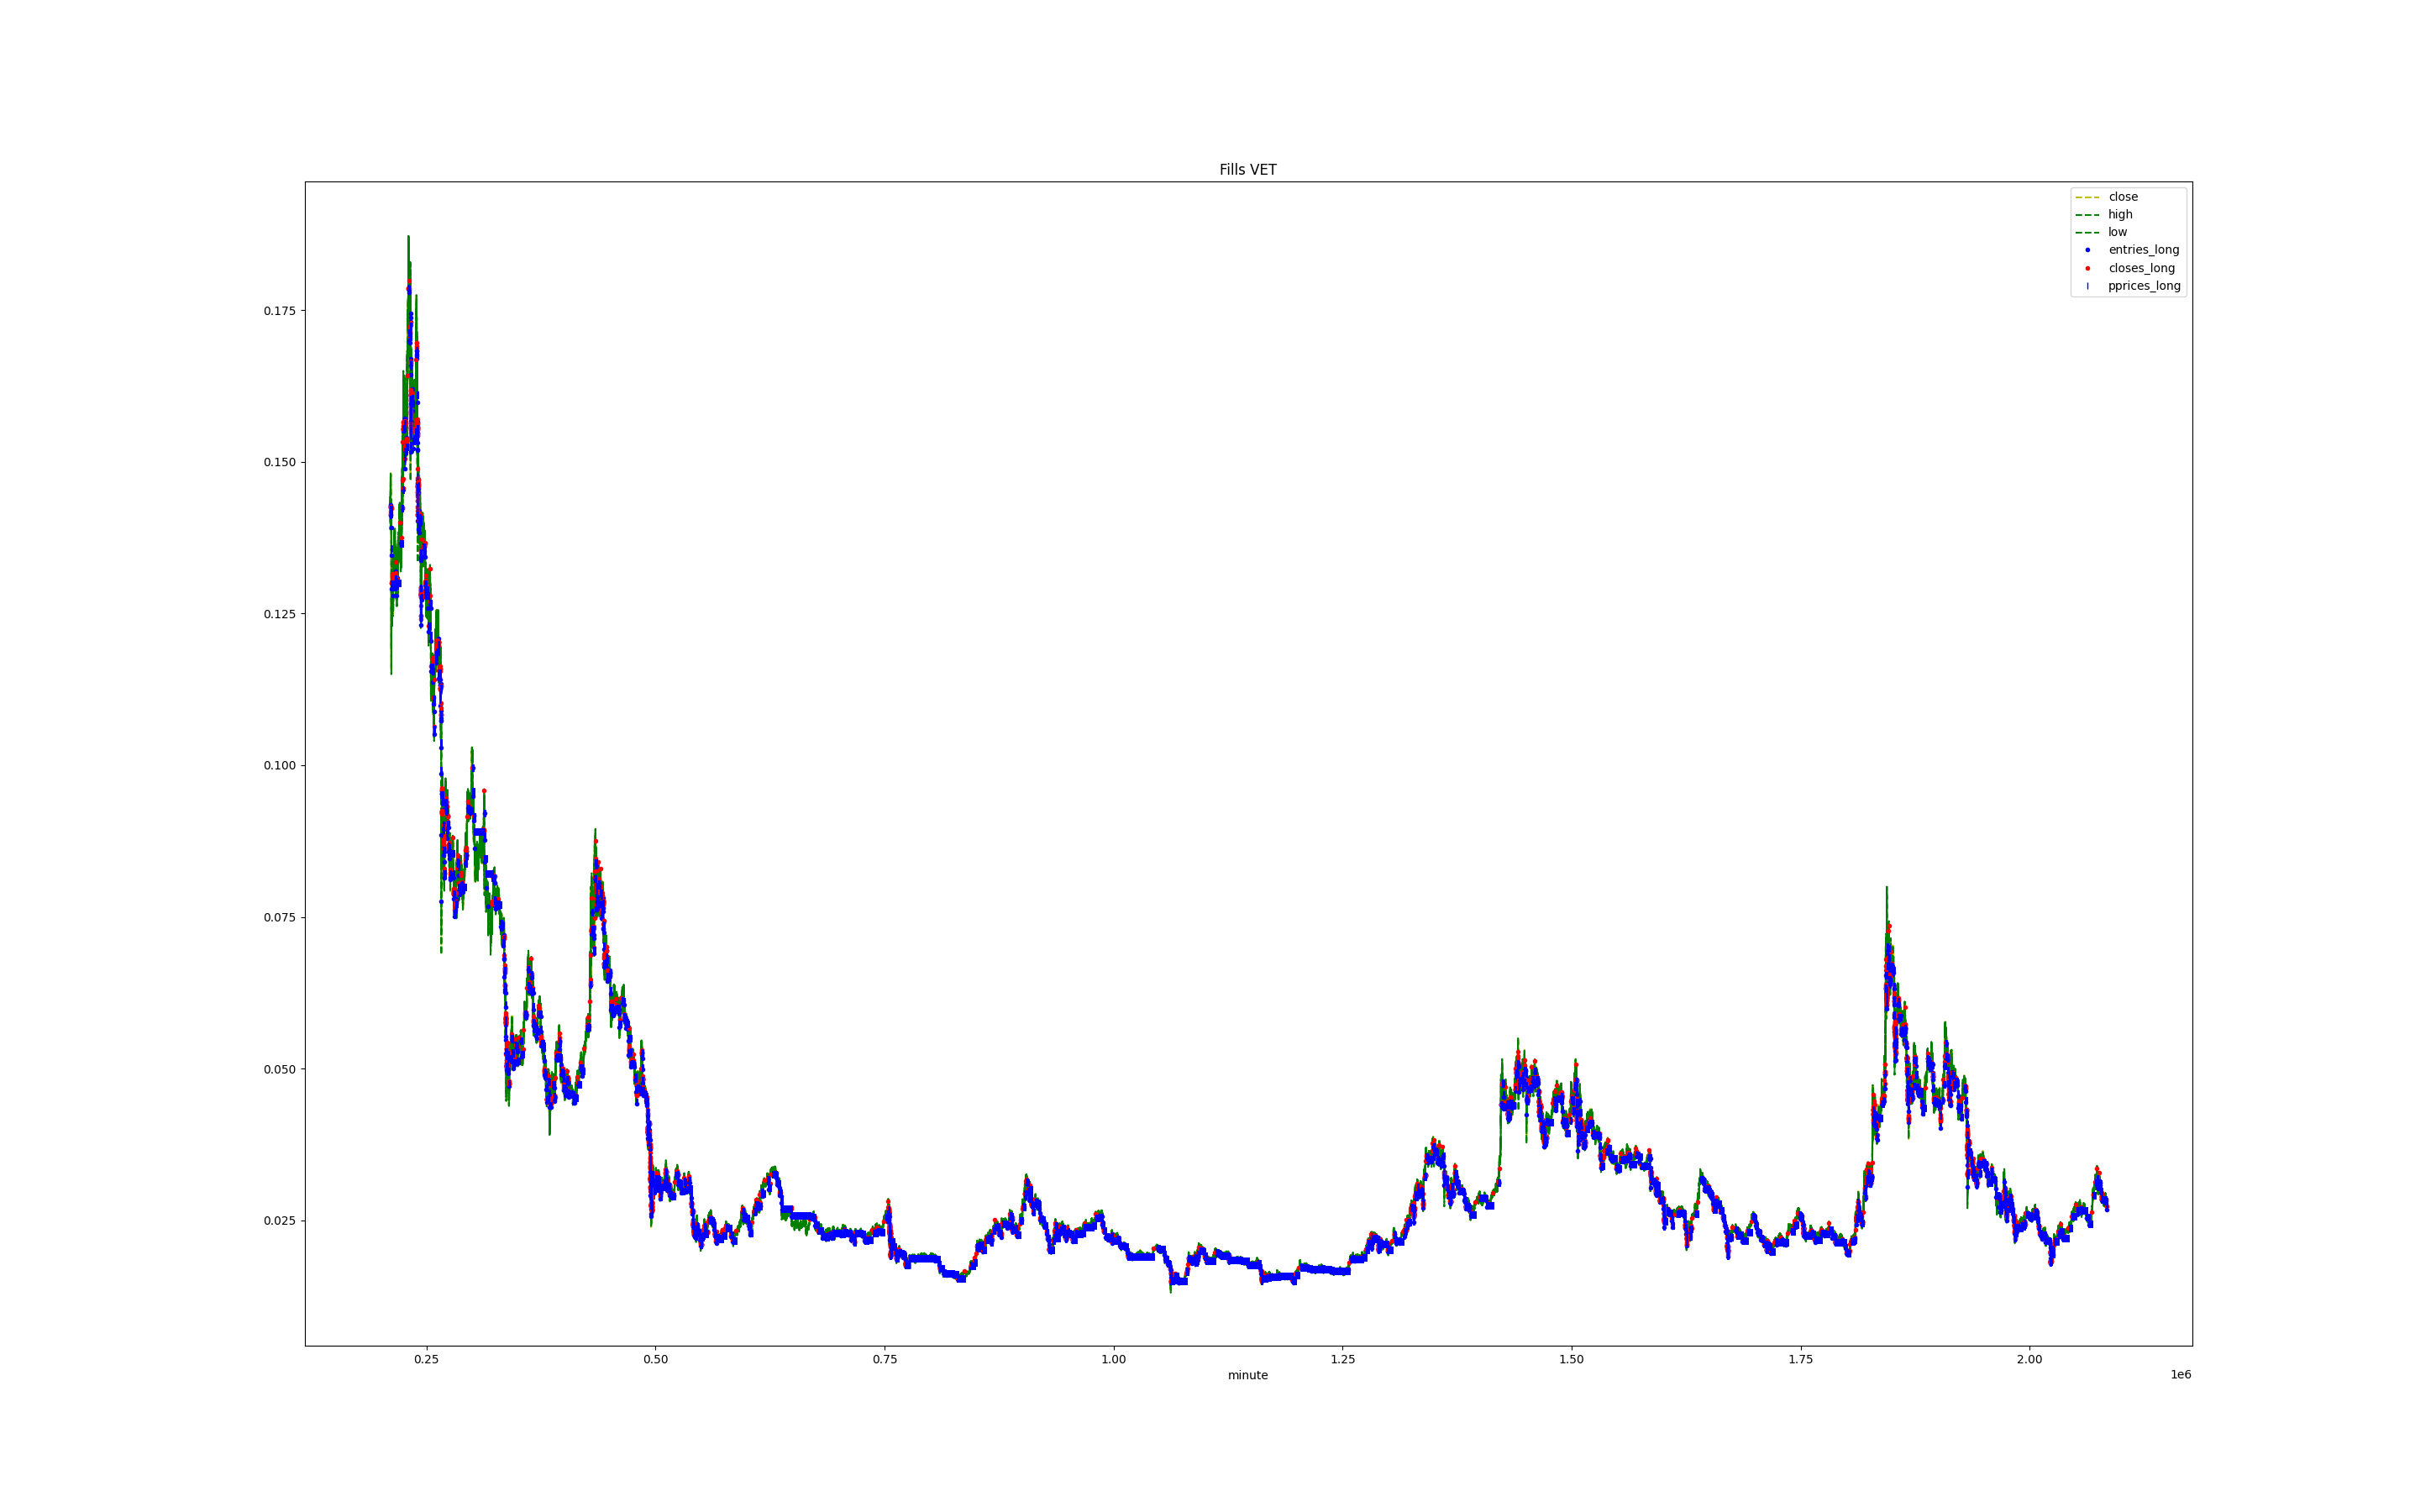 Fills VET
close
high
low
entries_long
closes_long
pprices_long
0.175
0.150
0.125
0.100
0.075
0.050
0.025
0.25 0.50 0.75 1.00 1.25 1.50 1.75 2.00
minute
1e6